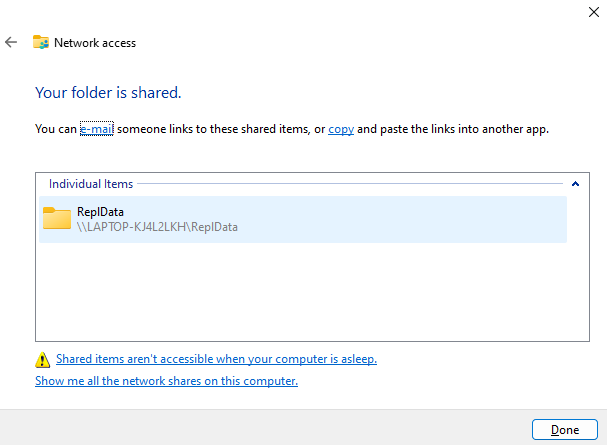 Network access
Your folder is shared.
You can e-mail someone links to these shared items, or copy and paste the links into another app.
Individual Items
ReplData
\\LAPTOP-KJ4L2LKH\ReplData
Shared items aren't accessible when your computer is asleep.
Show me all the network shares on this computer.
Done